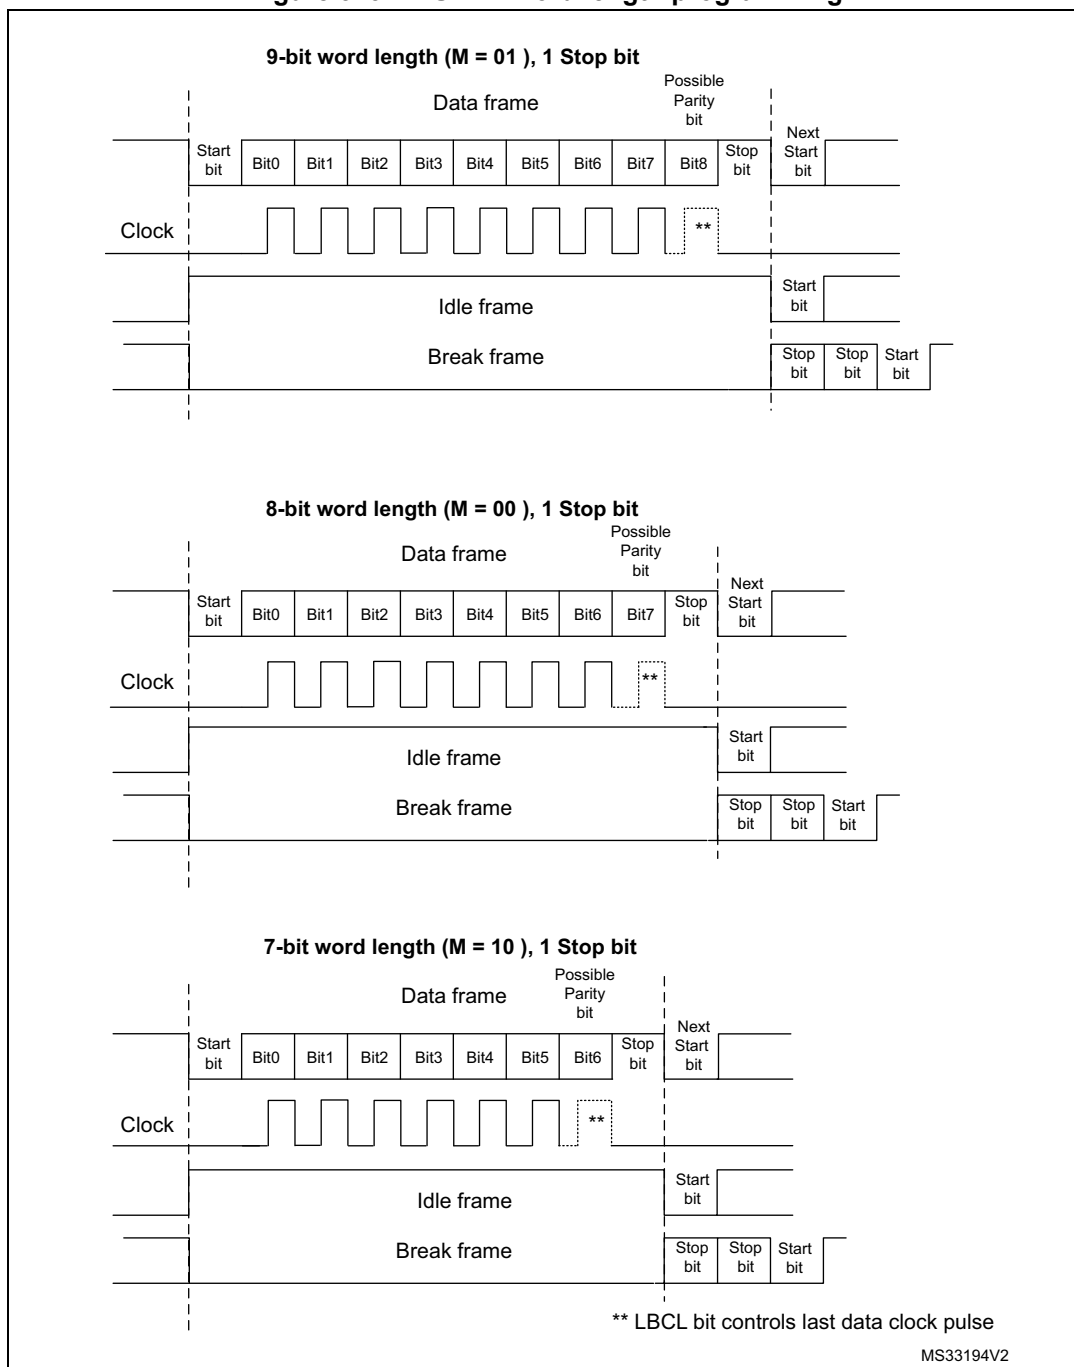 9-bit word length (M = 01 ), 1 Stop bit
Data frame
Possible
Parity
bit
Start
bit
Bit0
Bit1
Bit2
Bit3
Bit4
Bit5
Bit6
Bit7
Bit8
Stop
bit
Next
Start
bit
Clock
**
Idle frame
Start
bit
Break frame
Stop
bit
Stop
bit
Start
bit
8-bit word length (M = 00 ), 1 Stop bit
Data frame
Possible
Parity
bit
Start
bit
Bit0
Bit1
Bit2
Bit3
Bit4
Bit5
Bit6
Bit7
Stop
bit
Next
Start
bit
Clock
**
Idle frame
Start
bit
Break frame
Stop
bit
Stop
bit
Start
bit
7-bit word length (M = 10 ), 1 Stop bit
Data frame
Possible
Parity
bit
Start
bit
Bit0
Bit1
Bit2
Bit3
Bit4
Bit5
Bit6
Stop
bit
Next
Start
bit
Clock
**
Idle frame
Start
bit
Break frame
Stop
bit
Stop
bit
Start
bit
** LBCL bit controls last data clock pulse
MS33194V2